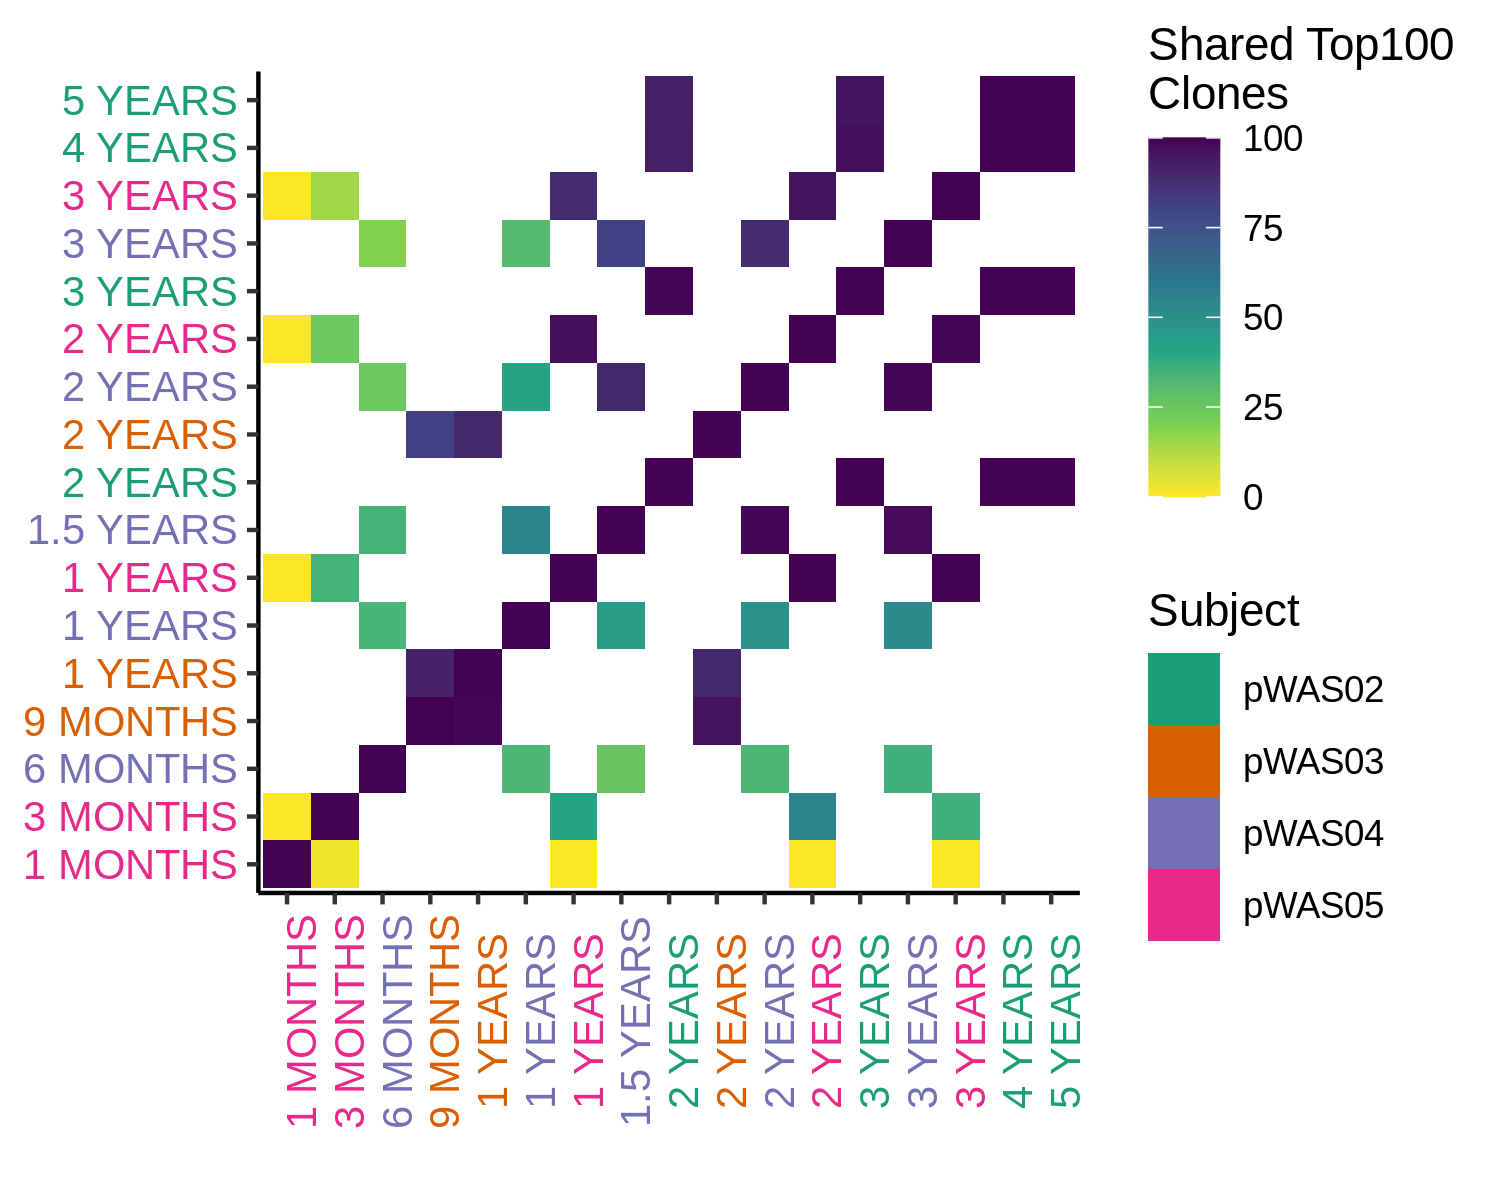 Shared Top100
Clones
100
75
50
25
0
Subject
pWAS02
pWAS03
pWAS04
pWAS05
5 YEARS
4 YEARS
3 YEARS
3 YEARS
3 YEARS
2 YEARS
2 YEARS
2 YEARS
2 YEARS
1.5 YEARS
1 YEARS
1 YEARS
1 YEARS
9 MONTHS
6 MONTHS
3 MONTHS
1 MONTHS
1 MONTHS
3 MONTHS
6 MONTHS
9 MONTHS
1 YEARS
1 YEARS
1 YEARS
1.5 YEARS
2 YEARS
2 YEARS
2 YEARS
2 YEARS
3 YEARS
3 YEARS
3 YEARS
4 YEARS
5 YEARS